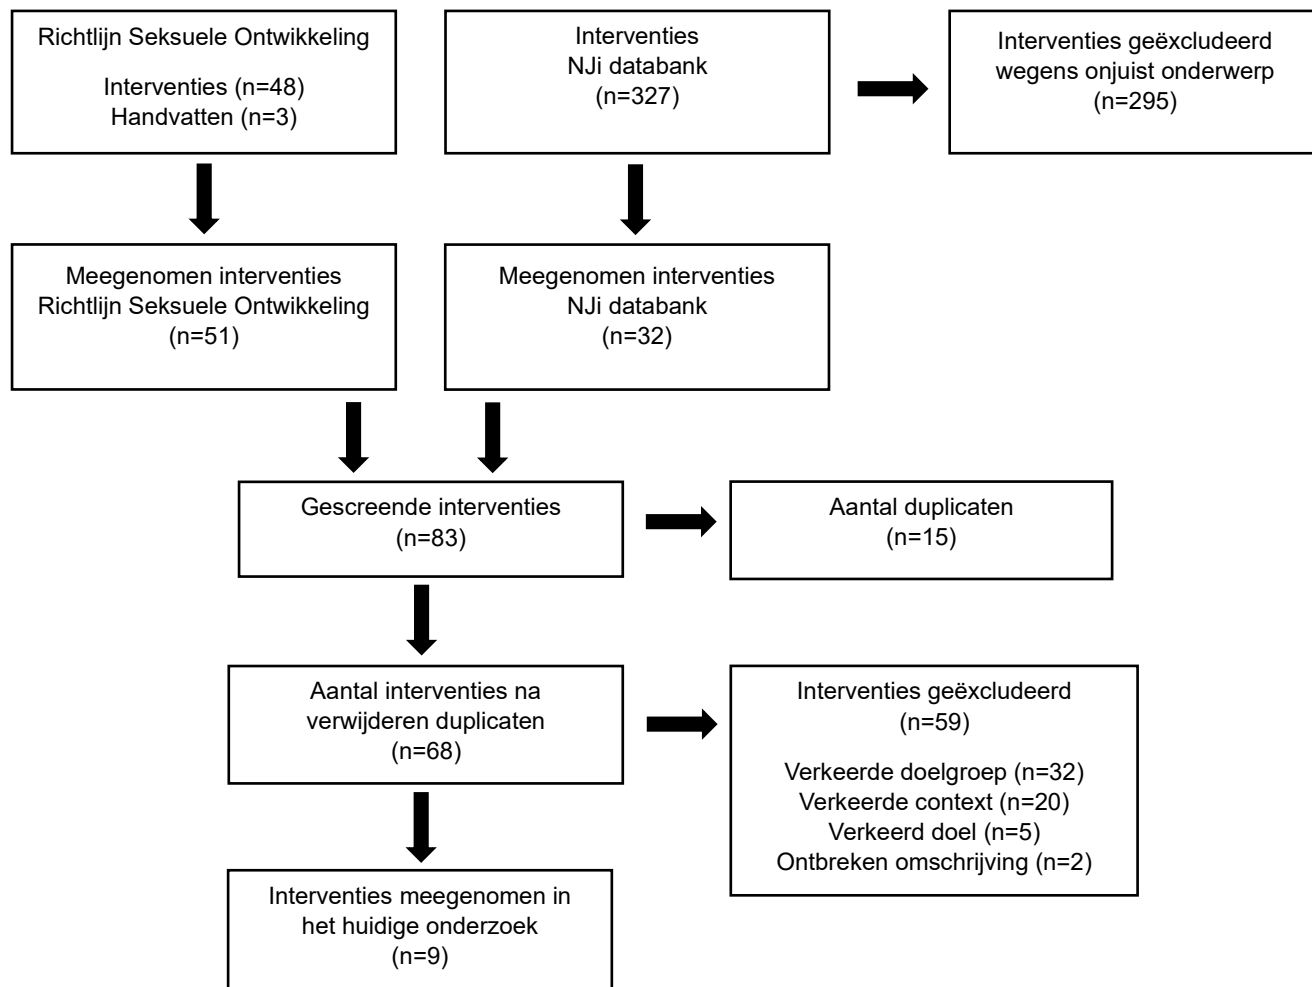 Richtlijn Seksuele Ontwikkeling
Interventies (n=48)
Handvatten (n=3)
Interventies
NJi databank
(n=327)
Interventies geëxcludeerd
wegens onjuist onderwerp
(n=295)
Meegenomen interventies
Richtlijn Seksuele Ontwikkeling
(n=51)
Meegenomen interventies
NJi databank
(n=32)
Gescreende interventies
(n=83)
Aantal duplicaten
(n=15)
Aantal interventies na
verwijderen duplicaten
(n=68)
Interventies geëxcludeerd
(n=59)
Verkeerde doelgroep (n=32)
Verkeerde context (n=20)
Verkeerd doel (n=5)
Ontbreken omschrijving (n=2)
Interventies meegenomen in
het huidige onderzoek
(n=9)